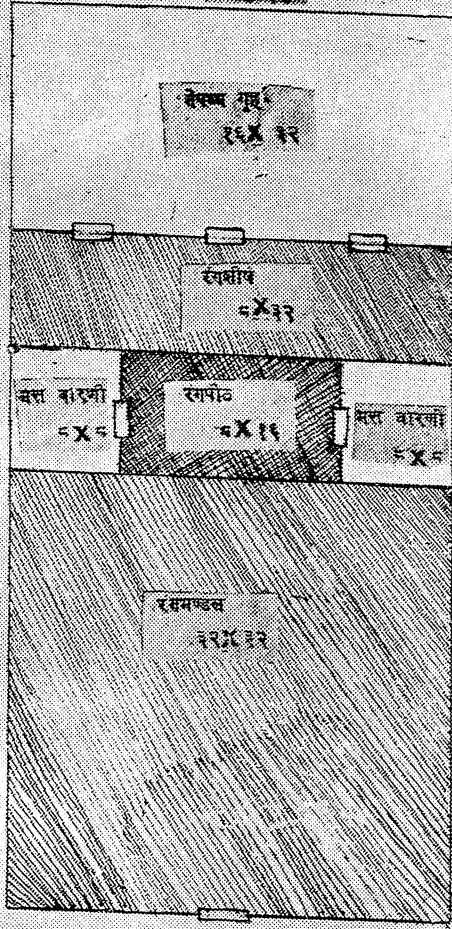 नेपथ्य गृह
१६X ३२
रंगशीष
८X३२
मत्त वारणी
८X८
रंगपीठ
८X१६
मत्त वारणी
८X८
रंगमण्डल
३२X३२